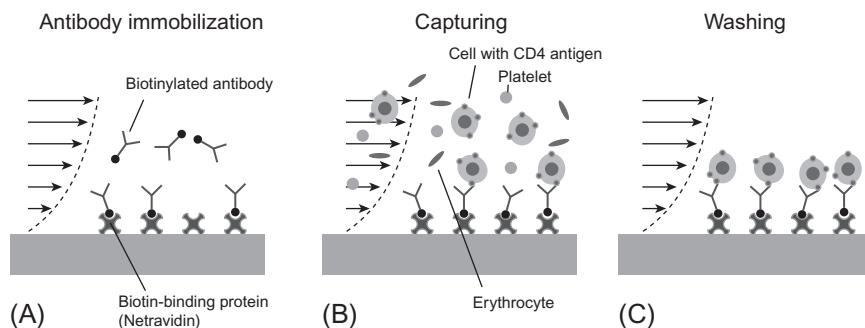 Antibody immobilization
Capturing
Washing
Biotinylated antibody
Cell with CD4 antigen
Platelet
Biotin-binding protein
(Netravidin)
Erythrocyte
(A)
(B)
(C)